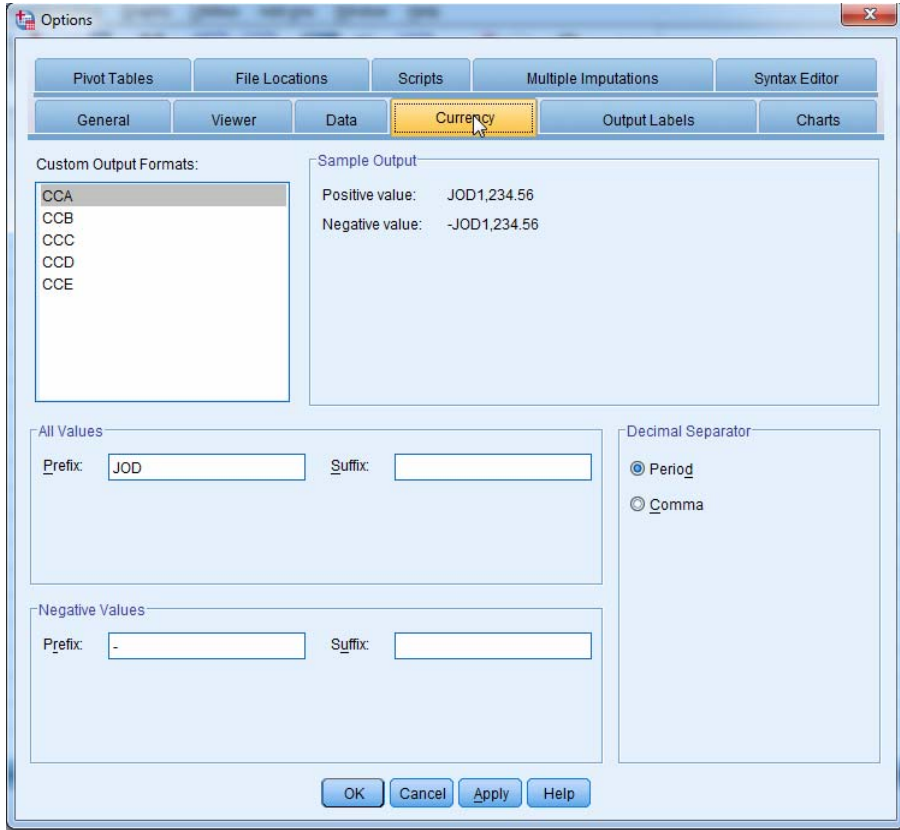 Options
Pivot Tables File Locations Scripts Multiple Imputations Syntax Editor
General Viewer Data Currency Output Labels Charts
Custom Output Formats:
CCA
CCB
CCC
CCD
CCE
Sample Output
Positive value: JOD1,234.56
Negative value: -JOD1,234.56
All Values
Prefix: JOD Suffix:
Decimal Separator
Period
Comma
Negative Values
Prefix: - Suffix:
OK Cancel Apply Help